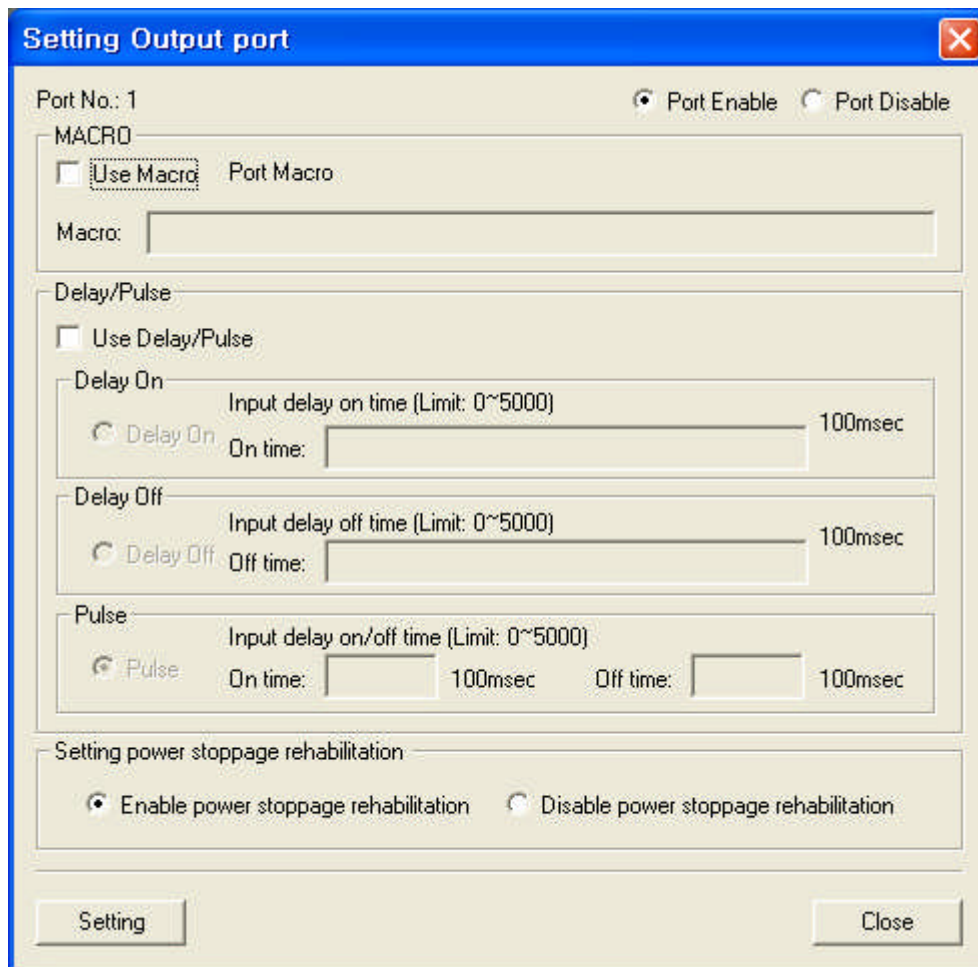 Setting Output port
Port No.: 1
Port Enable
Port Disable
MACRO
Use Macro
Port Macro
Macro:
Delay/Pulse
Use Delay/Pulse
Delay On
Input delay on time (Limit: 0~5000)
Delay On
On time:
100msec
Delay Off
Input delay off time (Limit: 0~5000)
Delay Off
Off time:
100msec
Pulse
Input delay on/off time (Limit: 0~5000)
Pulse
On time:
100msec
Off time:
100msec
Setting power stoppage rehabilitation
Enable power stoppage rehabilitation
Disable power stoppage rehabilitation
Setting
Close